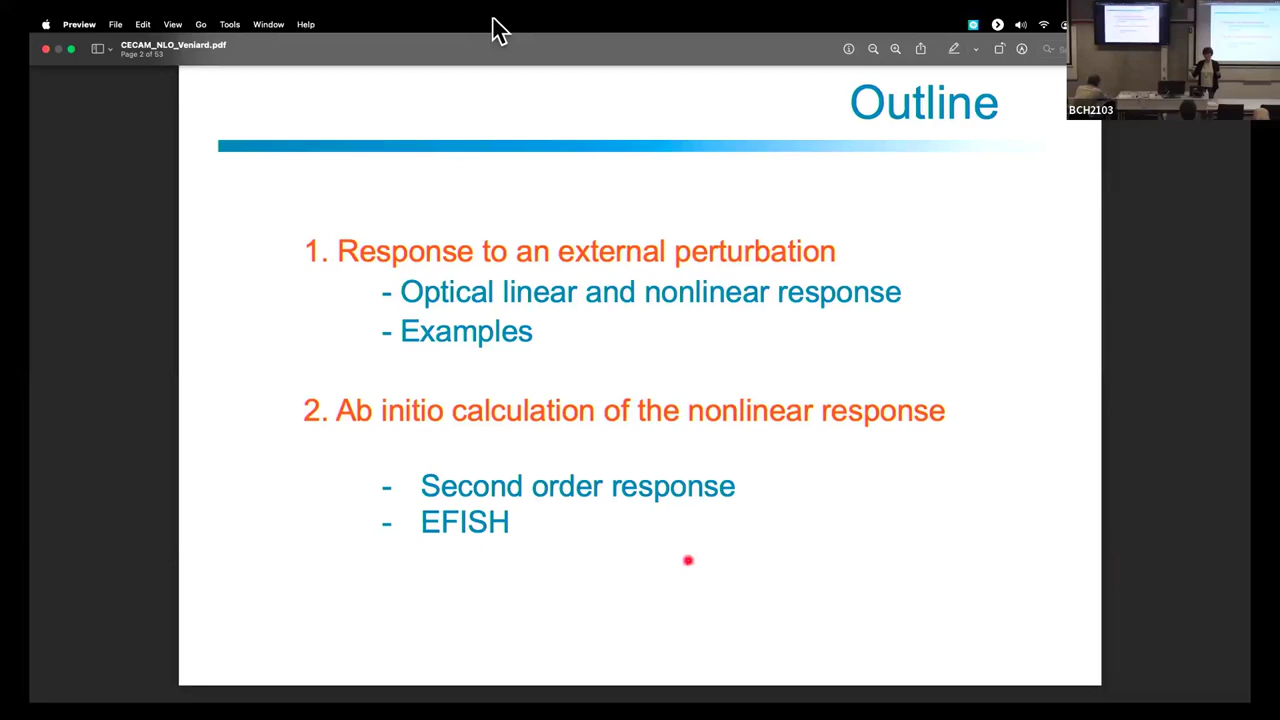 Preview File Edit View Go Tools Window Help
CECAM_NLO_Veniard.pdf
Page 2 of 53
BCH2103
Outline
1. Response to an external perturbation
- Optical linear and nonlinear response
- Examples
2. Ab initio calculation of the nonlinear response
- Second order response
- EFISH